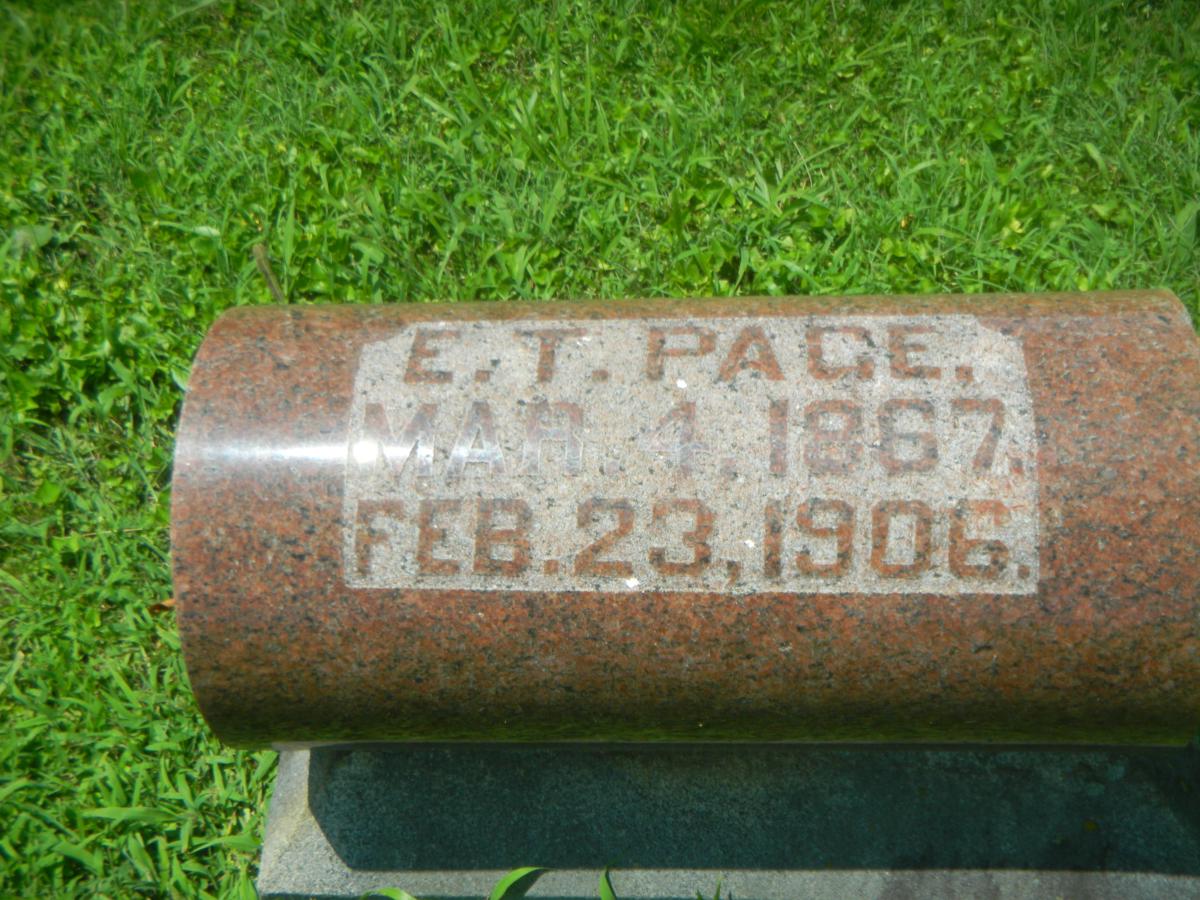 E. T. PAGE.
MAR. 4, 1867.
FEB. 23, 1906.